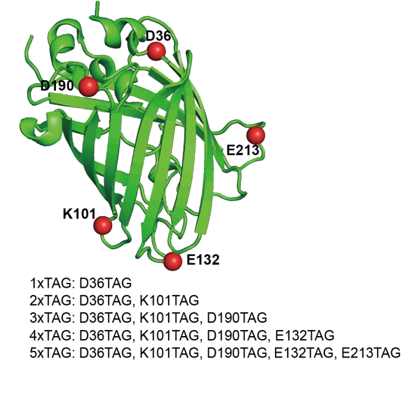 D36
D190
E213
K101
E132
1xTAG: D36TAG
2xTAG: D36TAG, K101TAG
3xTAG: D36TAG, K101TAG, D190TAG
4xTAG: D36TAG, K101TAG, D190TAG, E132TAG
5xTAG: D36TAG, K101TAG, D190TAG, E132TAG, E213TAG